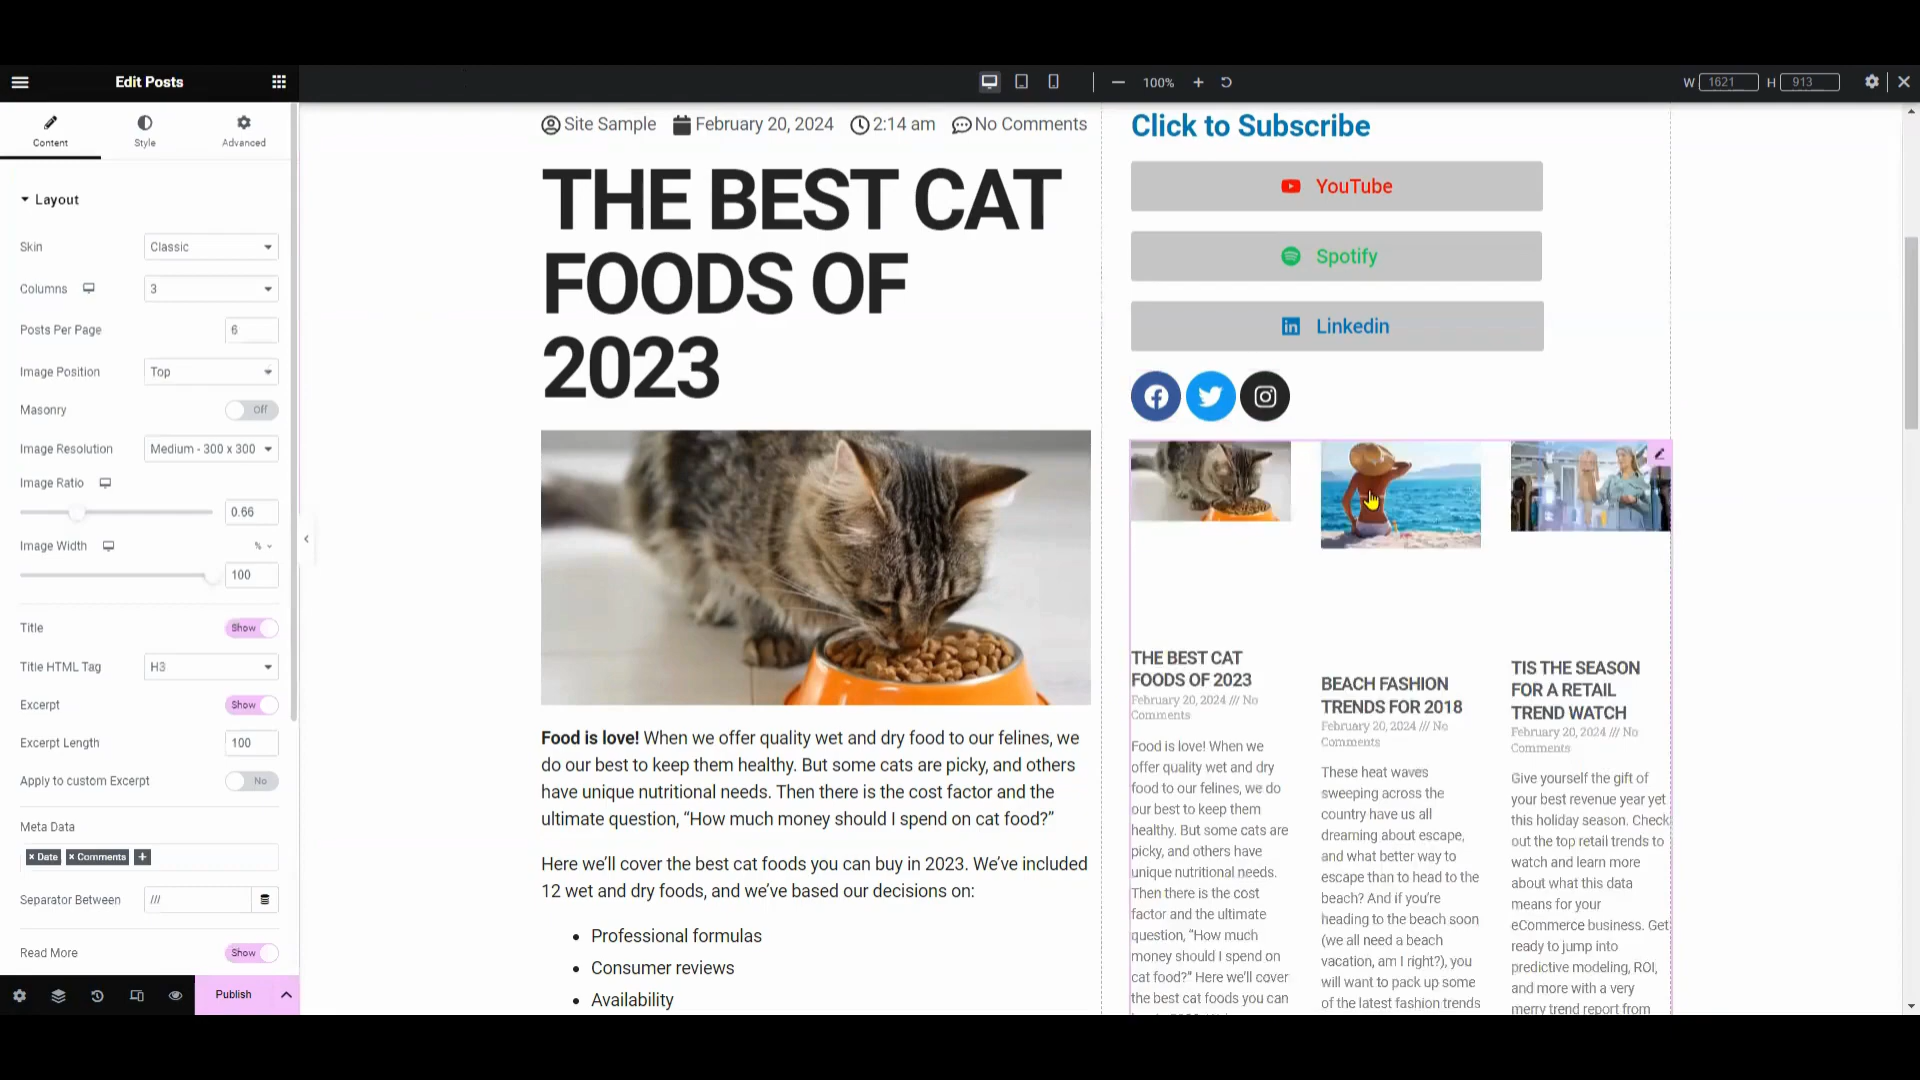 Edit Posts
100%
W 1621 H 913
Content
Style
Advanced
Layout
Skin Classic
Columns 3
Posts Per Page 6
Image Position Top
Masonry Off
Image Resolution Medium - 300 x 300
Image Ratio
0.66
Image Width %
100
Title Show
Title HTML Tag H3
Excerpt Show
Excerpt Length 100
Apply to custom Excerpt No
Meta Data
× Date × Comments +
Separator Between ///
Read More Show
Publish
Site Sample February 20, 2024 2:14 am No Comments
THE BEST CAT
FOODS OF
2023
Food is love! When we offer quality wet and dry food to our felines, we
do our best to keep them healthy. But some cats are picky, and others
have unique nutritional needs. Then there is the cost factor and the
ultimate question, “How much money should I spend on cat food?”
Here we’ll cover the best cat foods you can buy in 2023. We’ve included
12 wet and dry foods, and we’ve based our decisions on:
• Professional formulas
• Consumer reviews
• Availability
Click to Subscribe
YouTube
Spotify
in Linkedin
THE BEST CAT
FOODS OF 2023
February 20, 2024 /// No
Comments
Food is love! When we
offer quality wet and dry
food to our felines, we do
our best to keep them
healthy. But some cats are
picky, and others have
unique nutritional needs.
Then there is the cost
factor and the ultimate
question, “How much
money should I spend on
cat food?” Here we’ll cover
the best cat foods you can
BEACH FASHION
TRENDS FOR 2018
February 20, 2024 /// No
Comments
These heat waves
sweeping across the
country have us all
dreaming about escape,
and what better way to
escape than to head to the
beach? And if you’re
heading to the beach soon
(we all need a beach
vacation, am I right?), you
will want to pack up some
of the latest fashion trends
TIS THE SEASON
FOR A RETAIL
TREND WATCH
February 20, 2024 /// No
Comments
Give yourself the gift of
your best revenue year yet
this holiday season. Check
out the top retail trends to
watch and learn more
about what this data
means for your
eCommerce business. Get
ready to jump into
predictive modeling, ROI,
and more with a very
merry trend report from